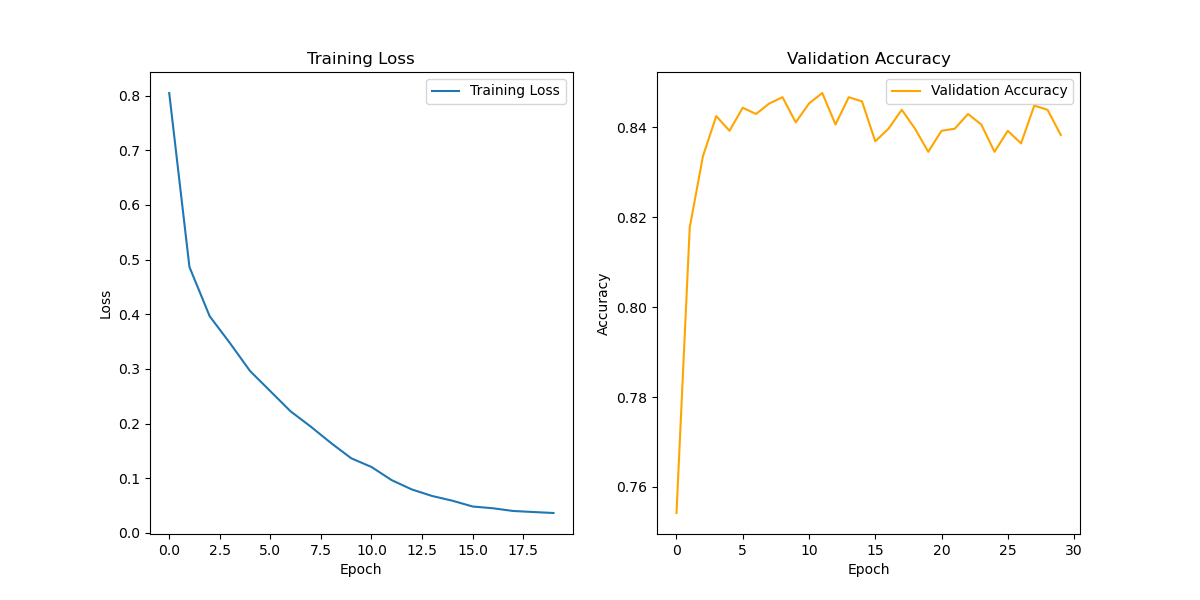 Training Loss
Training Loss
0.8
0.7
0.6
0.5
0.4
0.3
0.2
0.1
0.0
Loss
0.0 2.5 5.0 7.5 10.0 12.5 15.0 17.5
Epoch
Validation Accuracy
Validation Accuracy
0.84
0.82
0.80
0.78
0.76
Accuracy
0 5 10 15 20 25 30
Epoch